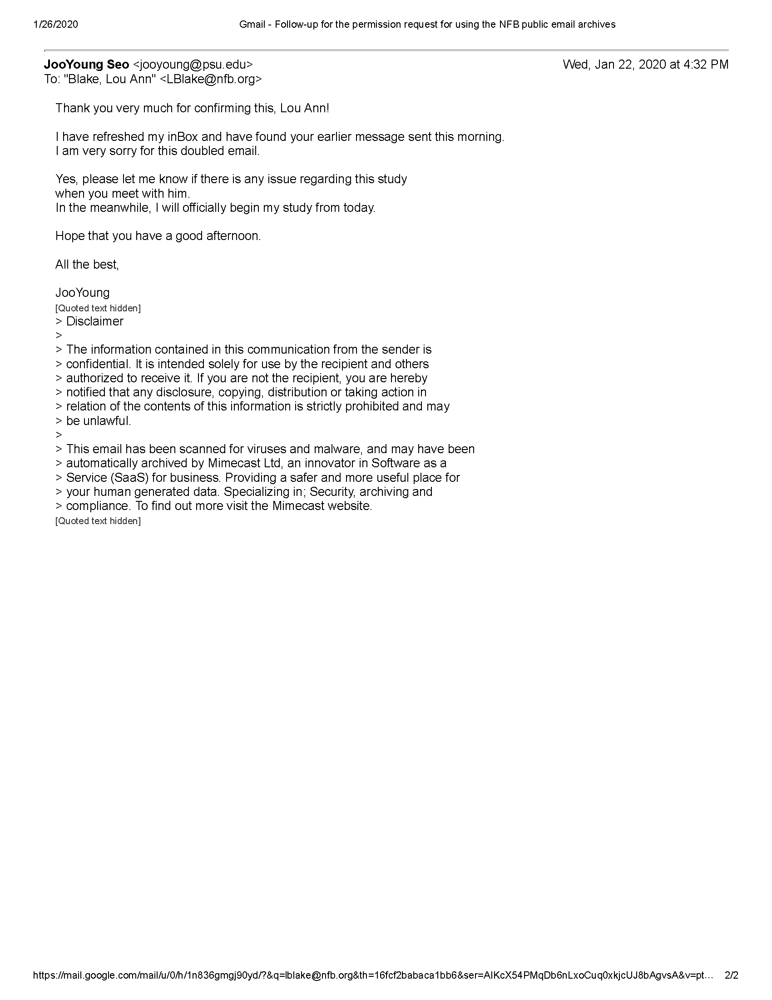 1/26/2020 Gmail - Follow-up for the permission request for using the NFB public email archives
JooYoung Seo <jooyoung@psu.edu> Wed, Jan 22, 2020 at 4:32 PM
To: "Blake, Lou Ann" <LBlake@nfb.org>
Thank you very much for confirming this, Lou Ann!
I have refreshed my inBox and have found your earlier message sent this morning.
I am very sorry for this doubled email.
Yes, please let me know if there is any issue regarding this study
when you meet with him.
In the meanwhile, I will officially begin my study from today.
Hope that you have a good afternoon.
All the best,
JooYoung
[Quoted text hidden]
> Disclaimer
>
> The information contained in this communication from the sender is
> confidential. It is intended solely for use by the recipient and others
> authorized to receive it. If you are not the recipient, you are hereby
> notified that any disclosure, copying, distribution or taking action in
> relation of the contents of this information is strictly prohibited and may
> be unlawful.
>
> This email has been scanned for viruses and malware, and may have been
> automatically archived by Mimecast Ltd, an innovator in Software as a
> Service (SaaS) for business. Providing a safer and more useful place for
> your human generated data. Specializing in; Security, archiving and
> compliance. To find out more visit the Mimecast website.
[Quoted text hidden]
https://mail.google.com/mail/u/0/h/1n836gmgj90yd/?&q=lblake@nfb.org&th=16fcf2babaca1bb6&ser=AIKcX54PMqDb6nLxoCuq0xkjcUJ8bAgvsA&v=pt… 2/2